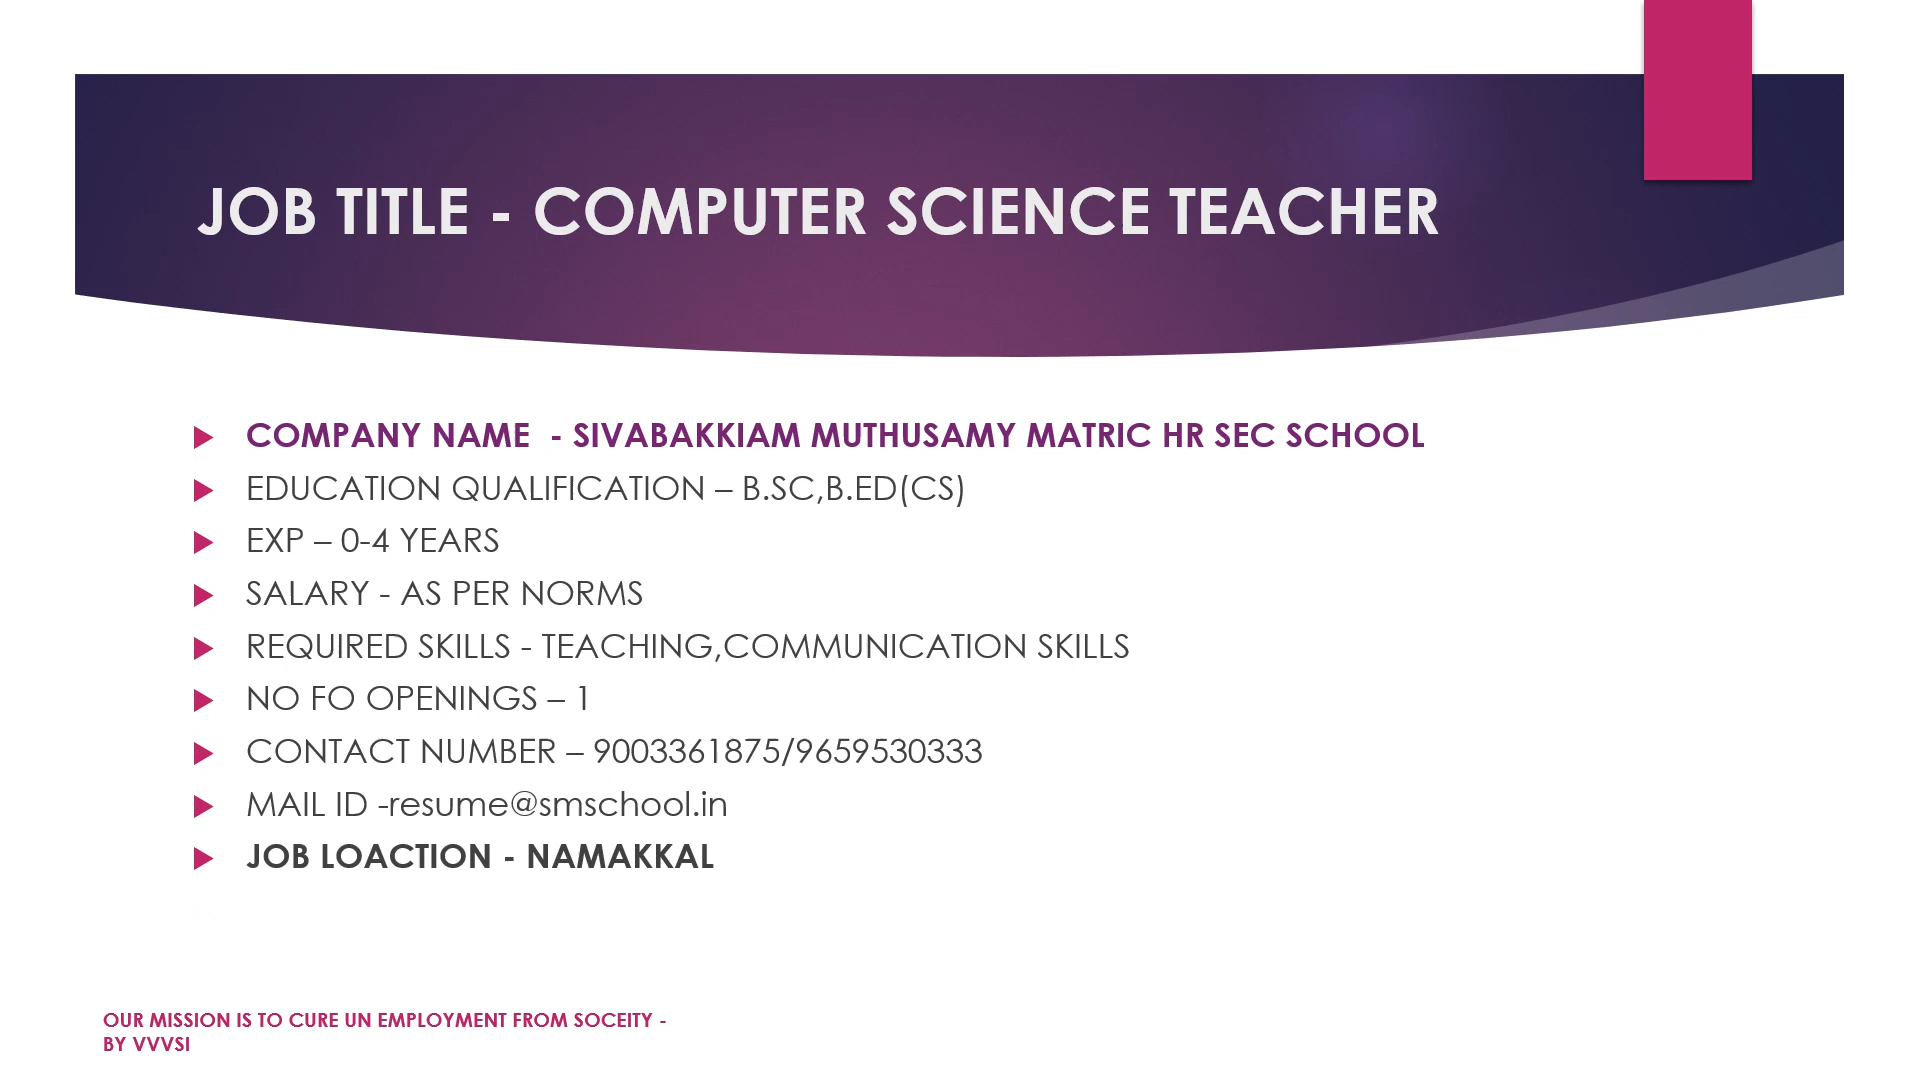 JOB TITLE - COMPUTER SCIENCE TEACHER
COMPANY NAME  - SIVABAKKIAM MUTHUSAMY MATRIC HR SEC SCHOOL
EDUCATION QUALIFICATION – B.SC,B.ED(CS)
EXP – 0-4 YEARS
SALARY - AS PER NORMS
REQUIRED SKILLS - TEACHING,COMMUNICATION SKILLS
NO FO OPENINGS – 1
CONTACT NUMBER – 9003361875/9659530333
MAIL ID -resume@smschool.in
JOB LOACTION - NAMAKKAL
OUR MISSION IS TO CURE UN EMPLOYMENT FROM SOCEITY -
BY VVVSI